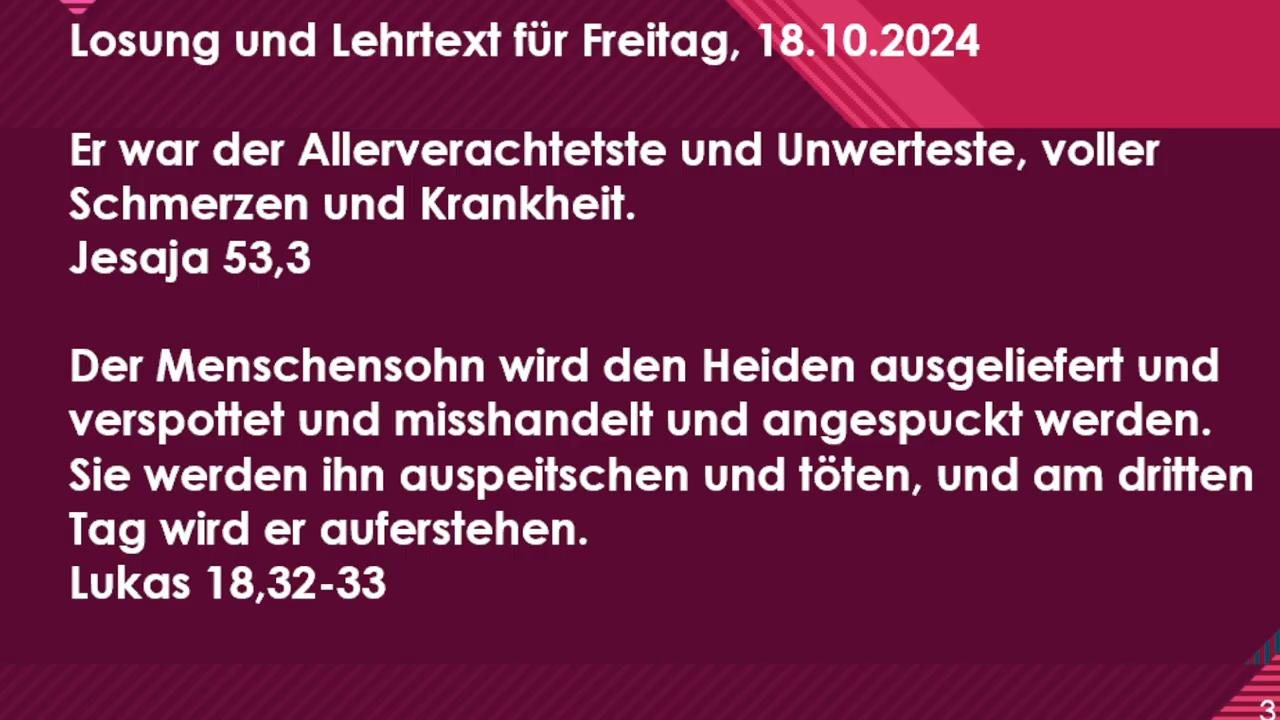 Losung und Lehrtext für Freitag, 18.10.2024
Er war der Allerverachtetste und Unwerteste, voller
Schmerzen und Krankheit.
Jesaja 53,3
Der Menschensohn wird den Heiden ausgeliefert und
verspottet und misshandelt und angespuckt werden.
Sie werden ihn auspeitschen und töten, und am dritten
Tag wird er auferstehen.
Lukas 18,32-33
3